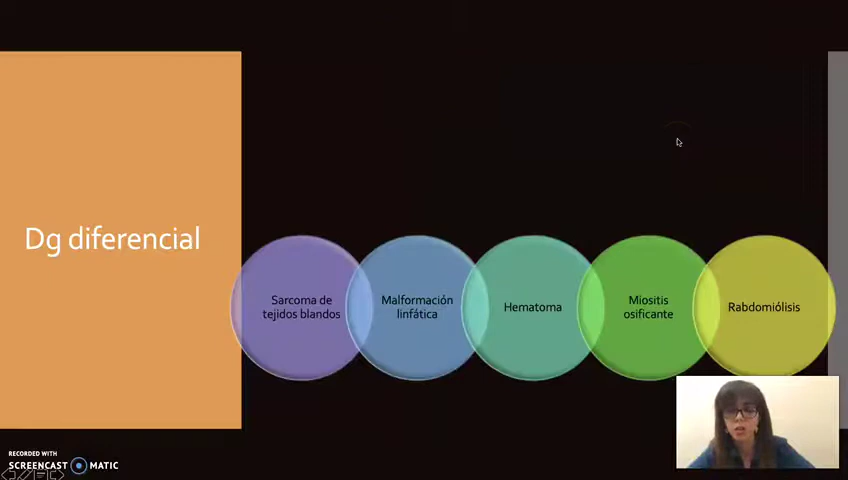 Dg diferencial
Sarcoma de
tejidos blandos
Malformación
linfática
Hematoma
Miositis
osificante
Rabdomiólisis
RECORDED WITH
SCREENCAST MATIC